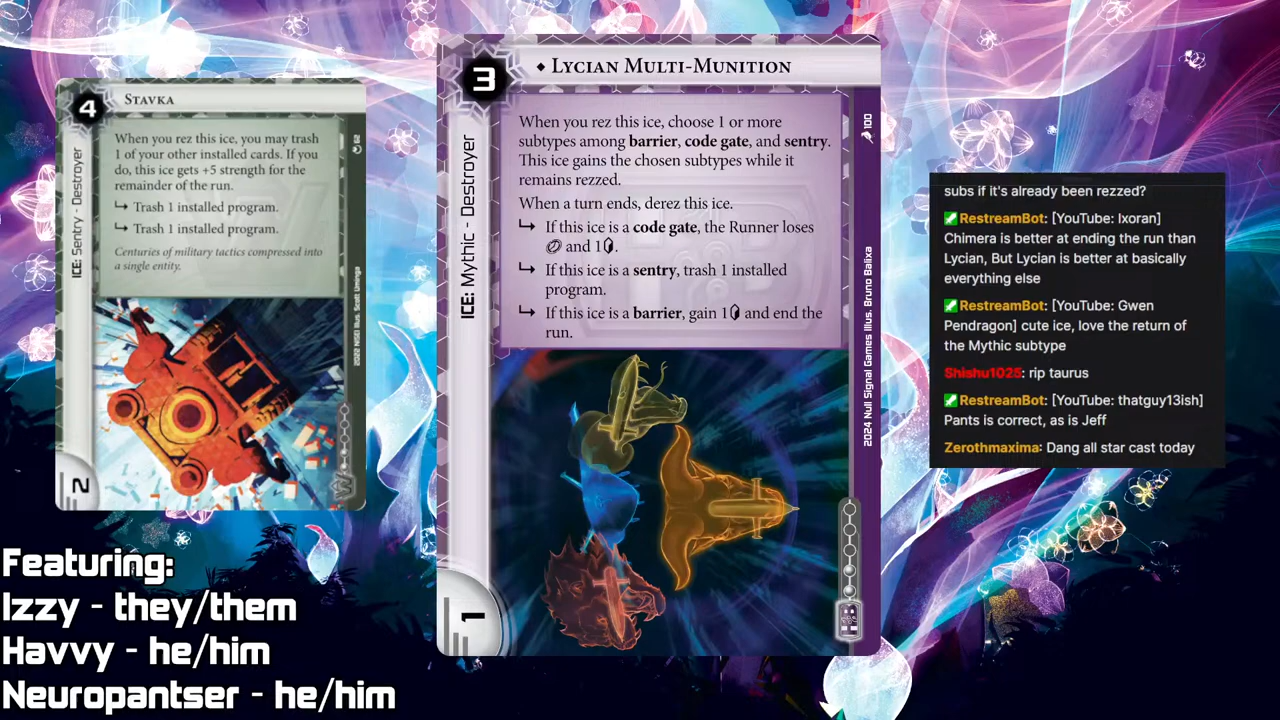 4
STAVKA
When you rez this ice, you may trash
1 of your other installed cards. If you
do, this ice gets +5 strength for the
remainder of the run.
↳ Trash 1 installed program.
↳ Trash 1 installed program.
Centuries of military tactics compressed into
a single entity.
ICE: Sentry - Destroyer
62
2022 NISEI Illus. Scott Uminga
2
3
♦ LYCIAN MULTI-MUNITION
When you rez this ice, choose 1 or more
subtypes among barrier, code gate, and sentry.
This ice gains the chosen subtypes while it
remains rezzed.
When a turn ends, derez this ice.
↳ If this ice is a code gate, the Runner loses
and 1.
↳ If this ice is a sentry, trash 1 installed
program.
↳ If this ice is a barrier, gain 1 and end the
run.
ICE: Mythic - Destroyer
100
2024 Null Signal Games Illus. Bruno Balixa
1
subs if it's already been rezzed?
RestreamBot: [YouTube: Ixoran]
Chimera is better at ending the run than
Lycian, But Lycian is better at basically
everything else
RestreamBot: [YouTube: Gwen
Pendragon] cute ice, love the return of
the Mythic subtype
Shishu1025: rip taurus
RestreamBot: [YouTube: thatguy13ish]
Pants is correct, as is Jeff
Zerothmaxima: Dang all star cast today
Featuring:
Izzy - they/them
Havvy - he/him
Neuropantser - he/him